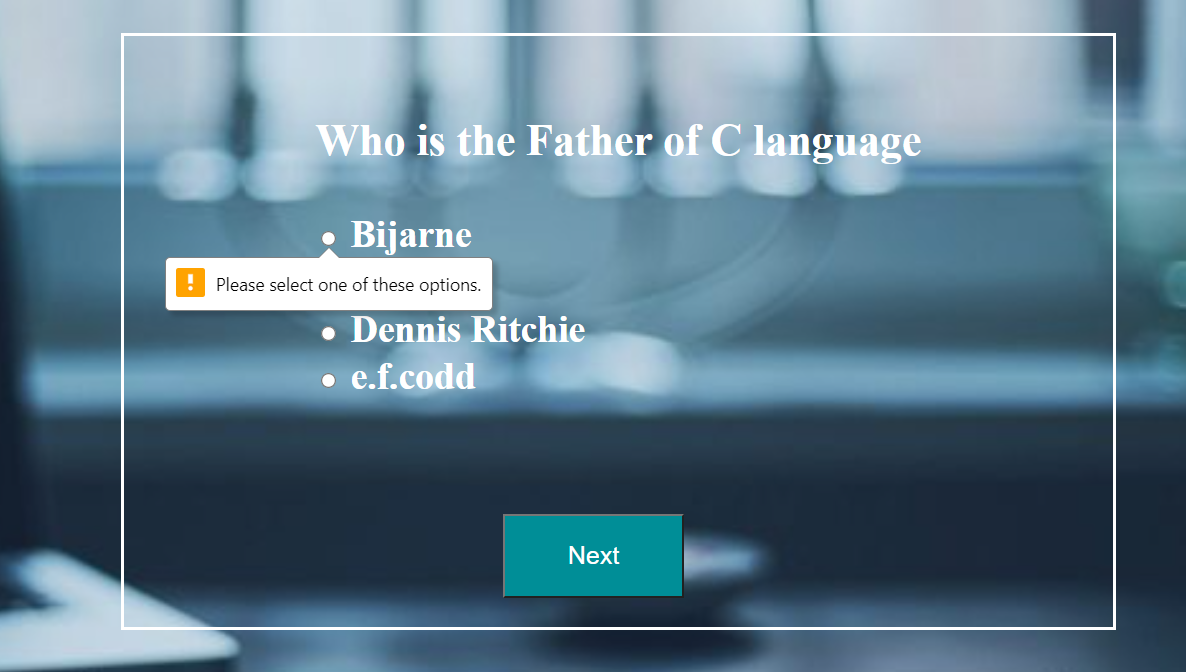 Who is the Father of C language
Bijarne
Please select one of these options.
Dennis Ritchie
e.f.codd
Next